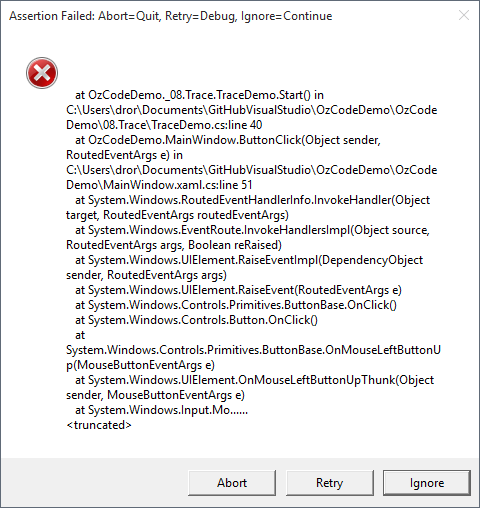 Assertion Failed: Abort=Quit, Retry=Debug, Ignore=Continue
at OzCodeDemo._08.Trace.TraceDemo.Start() in
C:\Users\dror\Documents\GitHubVisualStudio\OzCodeDemo\OzCode
Demo\08.Trace\TraceDemo.cs:line 40
at OzCodeDemo.MainWindow.ButtonClick(Object sender,
RoutedEventArgs e) in
C:\Users\dror\Documents\GitHubVisualStudio\OzCodeDemo\OzCode
Demo\MainWindow.xaml.cs:line 51
at System.Windows.RoutedEventHandlerInfo.InvokeHandler(Object
target, RoutedEventArgs routedEventArgs)
at System.Windows.EventRoute.InvokeHandlersImpl(Object source,
RoutedEventArgs args, Boolean reRaised)
at System.Windows.UIElement.RaiseEventImpl(DependencyObject
sender, RoutedEventArgs args)
at System.Windows.UIElement.RaiseEvent(RoutedEventArgs e)
at System.Windows.Controls.Primitives.ButtonBase.OnClick()
at System.Windows.Controls.Button.OnClick()
at
System.Windows.Controls.Primitives.ButtonBase.OnMouseLeftButtonU
p(MouseButtonEventArgs e)
at System.Windows.UIElement.OnMouseLeftButtonUpThunk(Object
sender, MouseButtonEventArgs e)
at System.Windows.Input.Mo......
<truncated>
Abort
Retry
Ignore